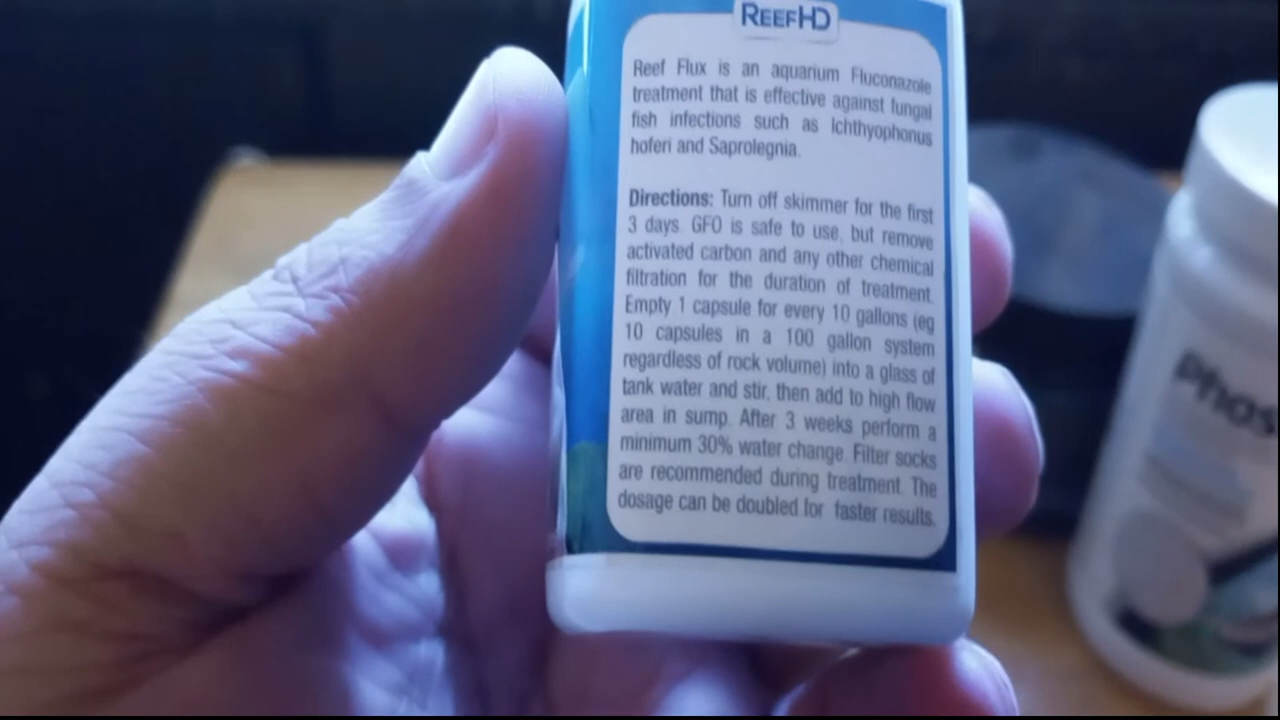 REEFHD
Reef Flux is an aquarium Fluconazole
treatment that is effective against fungal
fish infections such as Ichthyophonus
hoferi and Saprolegnia.
Directions: Turn off skimmer for the first
3 days. GFO is safe to use, but remove
activated carbon and any other chemical
filtration for the duration of treatment.
Empty 1 capsule for every 10 gallons (eg
10 capsules in a 100 gallon system
regardless of rock volume) into a glass of
tank water and stir, then add to high flow
area in sump. After 3 weeks perform a
minimum 30% water change. Filter socks
are recommended during treatment. The
dosage can be doubled for faster results.
Phos